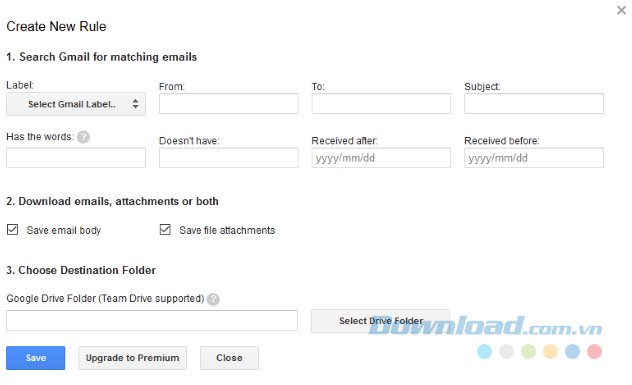 Create New Rule
1. Search Gmail for matching emails
Label: From: To: Subject:
Select Gmail Label..
Has the words: ? Doesn't have: Received after: Received before:
yyyy/mm/dd yyyy/mm/dd
2. Download emails, attachments or both
Save email body Save file attachments
3. Choose Destination Folder
Google Drive Folder (Team Drive supported) ?
Select Drive Folder
Download.com.vn
Save Upgrade to Premium Close